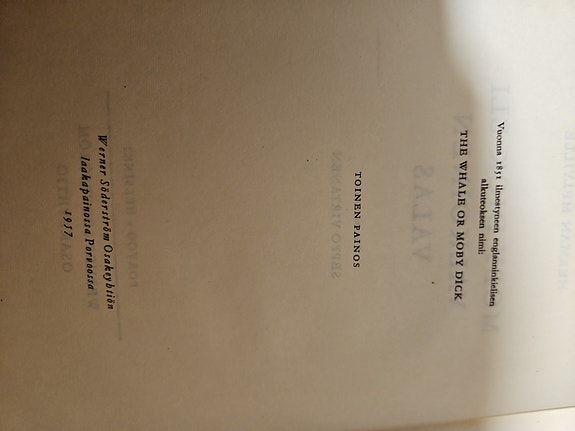 Vuonna 1851 ilmestyneen englanninkielisen
alkuteoksen nimi:
THE WHALE OR MOBY DICK
TOINEN PAINOS
Werner Söderström Osakeyhtiön
laakapainossa Porvoossa
1957